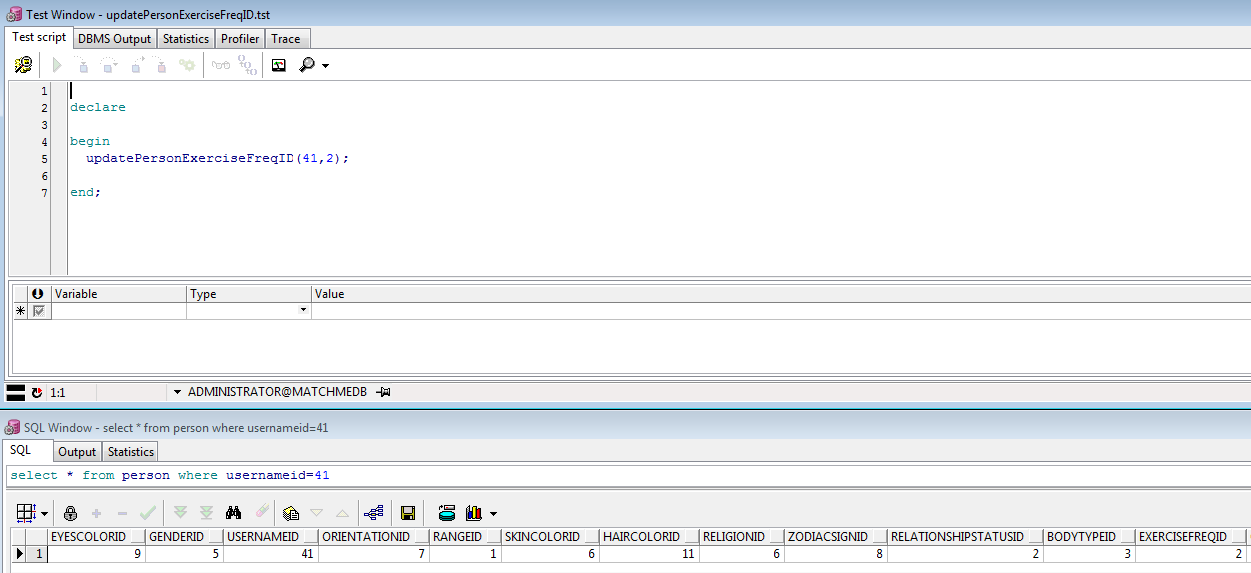 Test Window - updatePersonExerciseFreqID.tst
Test script DBMS Output Statistics Profiler Trace
1
2 declare
3
4 begin
5 updatePersonExerciseFreqID(41,2);
6
7 end;
Variable Type Value
1:1 ADMINISTRATOR@MATCHMEDB
SQL Window - select * from person where usernameid=41
SQL Output Statistics
select * from person where usernameid=41
EYESCOLORID GENDERID USERNAMEID ORIENTATIONID RANGEID SKINCOLORID HAIRCOLORID RELIGIONID ZODIACSIGNID RELATIONSHIPSTATUSID BODYTYPEID EXERCISEFREQID
1 9 5 41 7 1 6 11 6 8 2 3 2